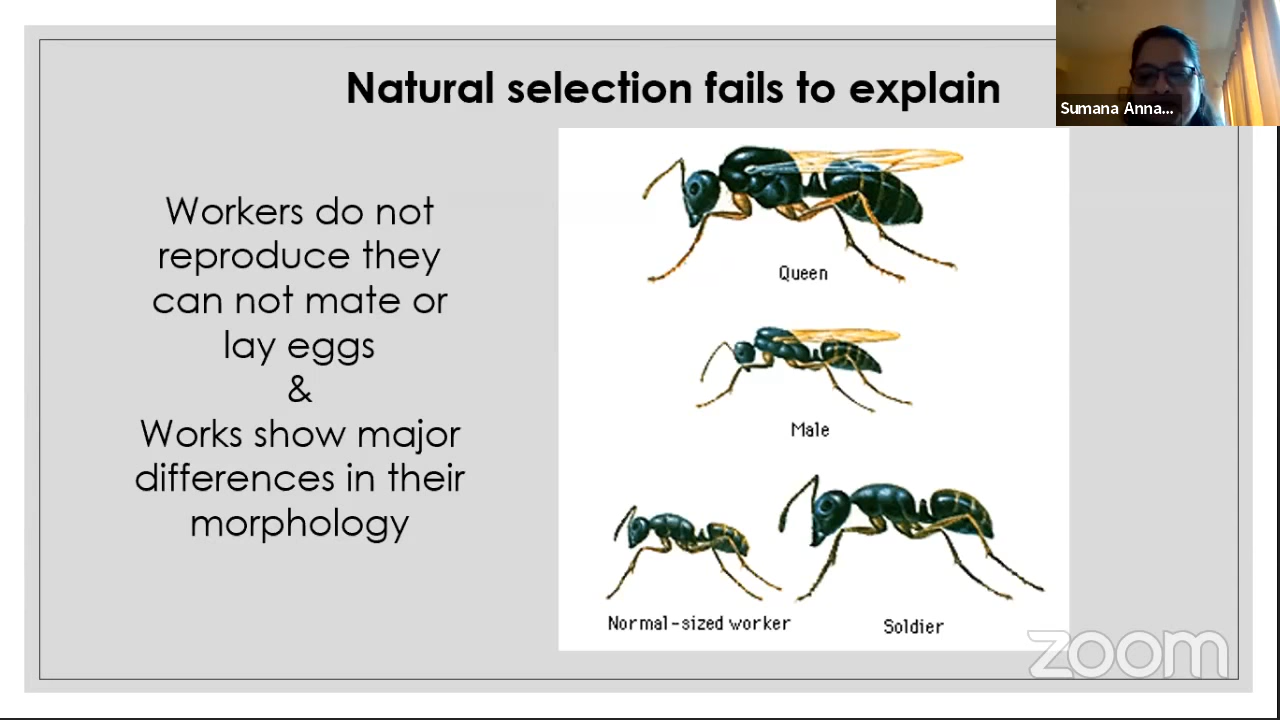 Natural selection fails to explain
Sumana Anna...
Workers do not
reproduce they
can not mate or
lay eggs
&
Works show major
differences in their
morphology
Queen
Male
Normal-sized worker
Soldier
zoom